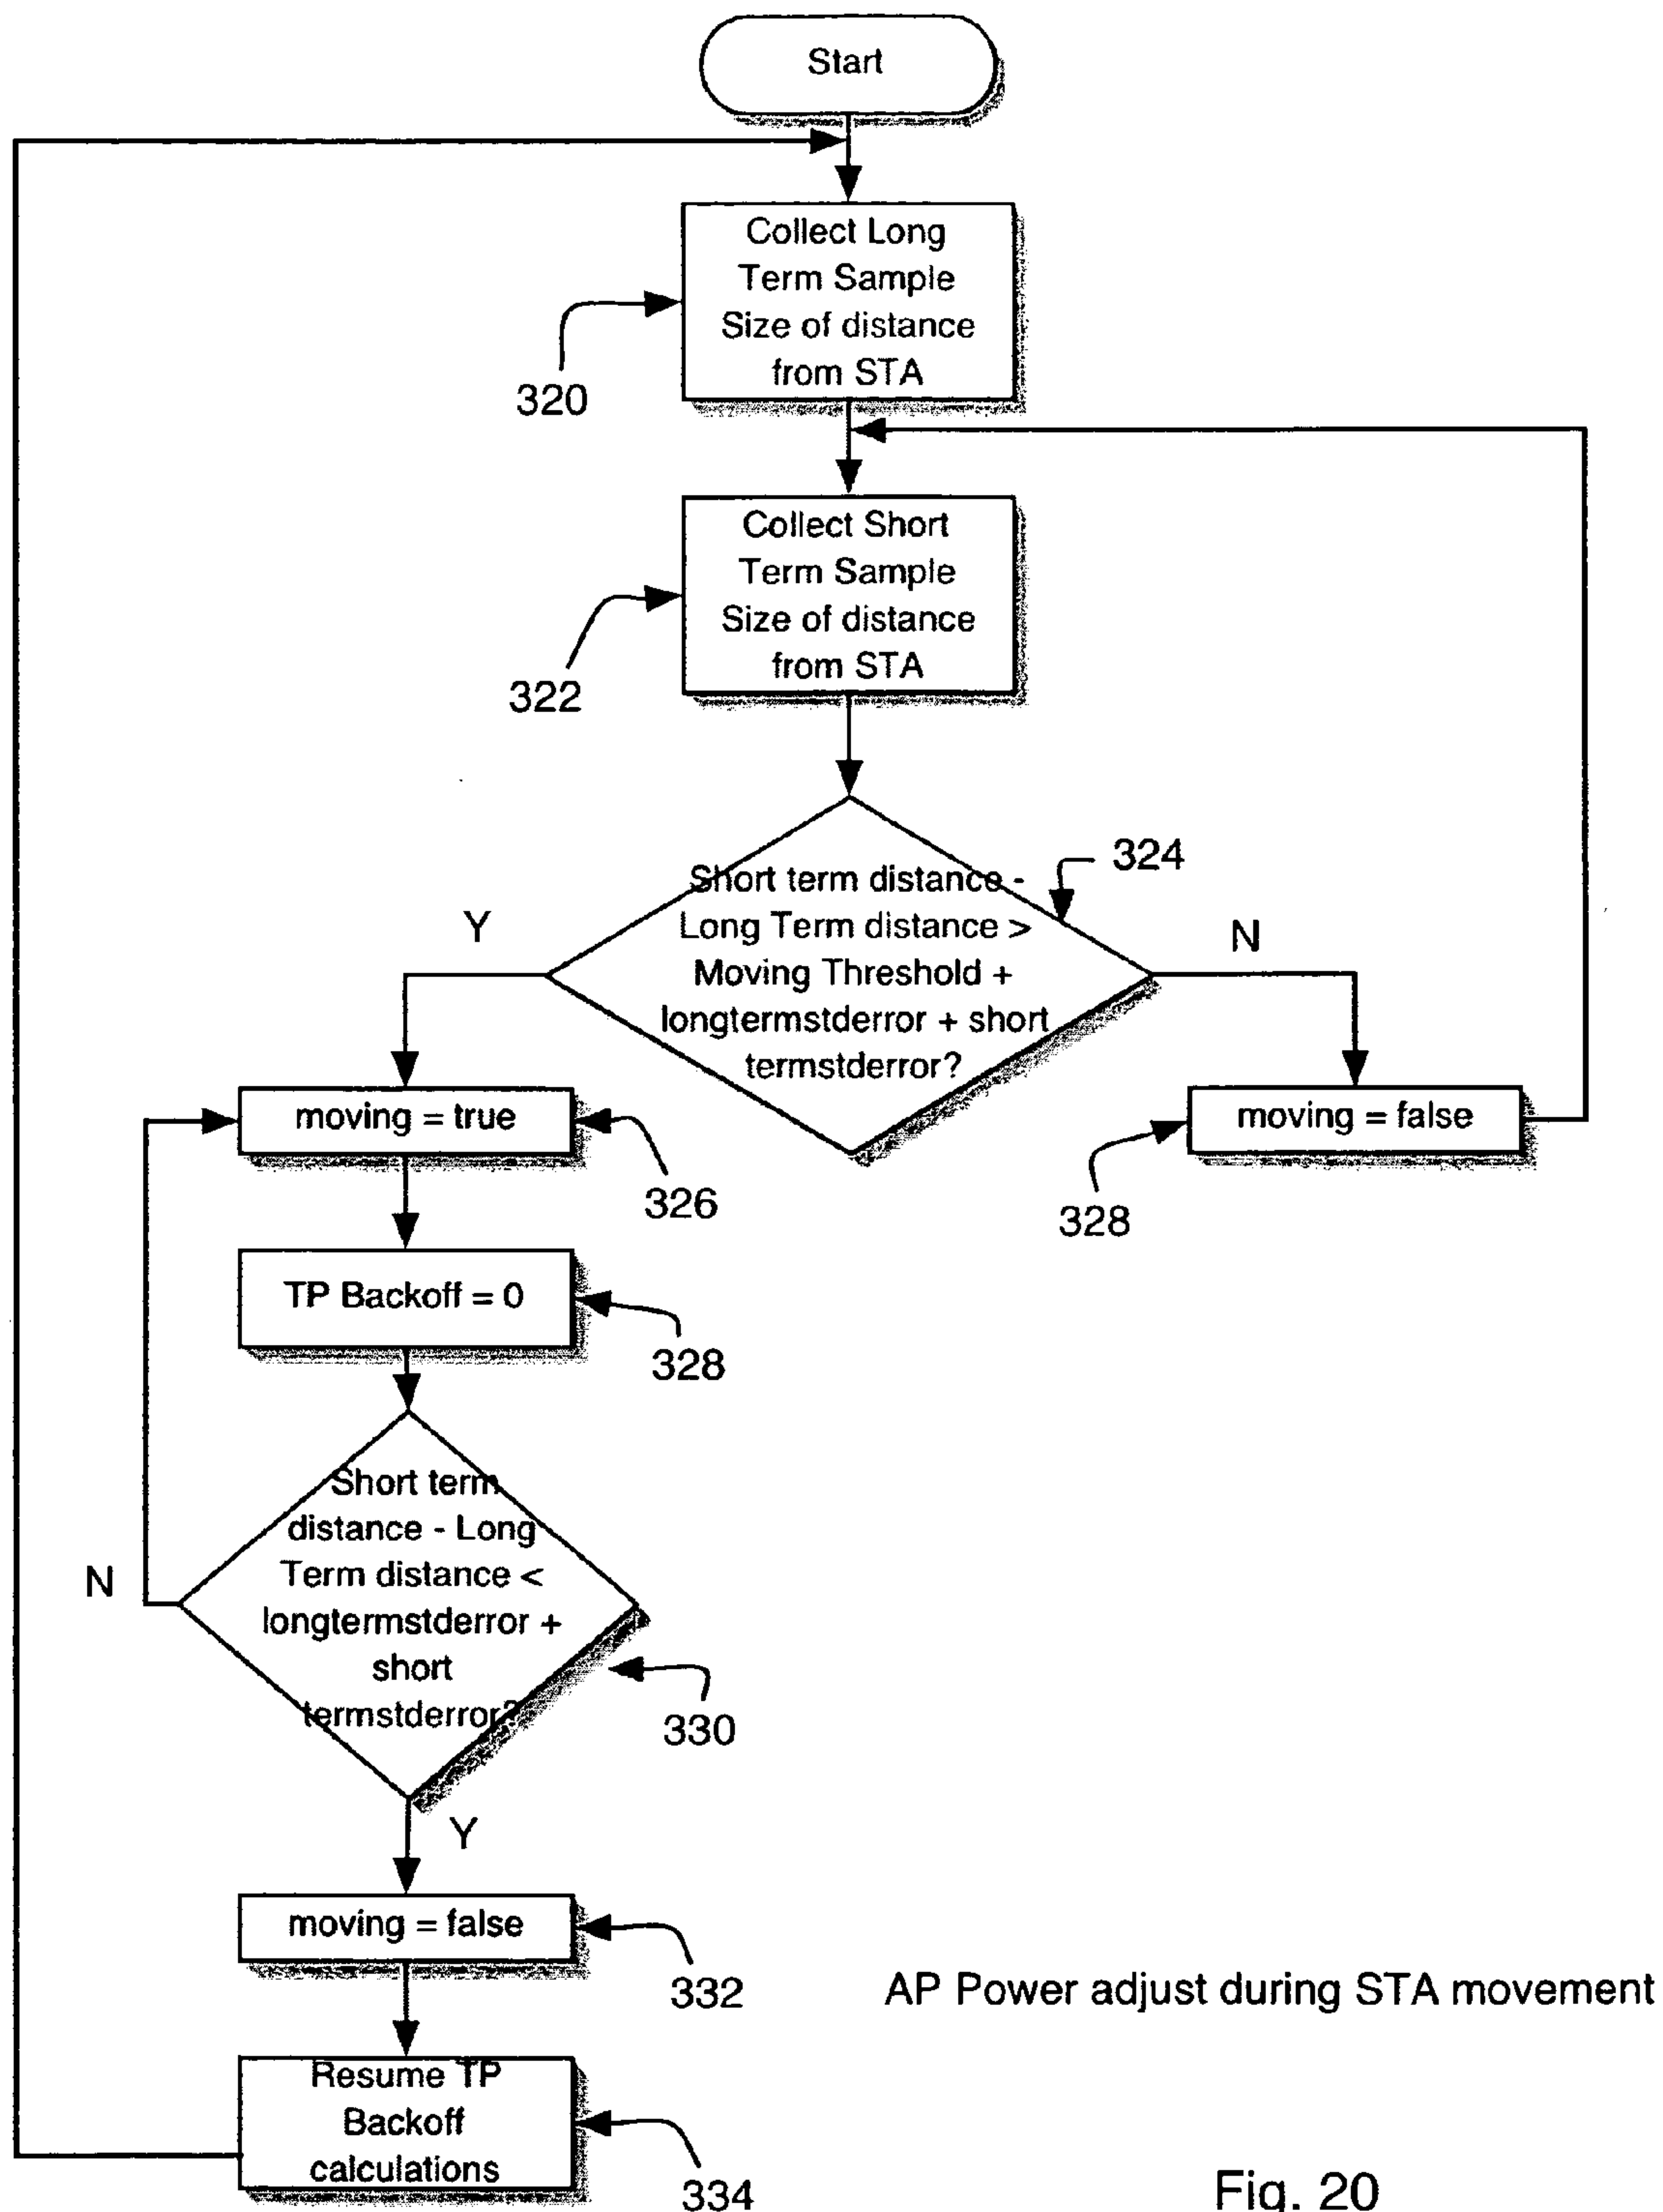 Start
Collect Long
Term Sample
Size of distance
from STA
320
Collect Short
Term Sample
Size of distance
from STA
322
324
Short term distance -
Long Term distance >
Moving Threshold +
longtermstderror + short
termstderror?
Y
N
moving = true
326
moving = false
328
TP Backoff = 0
328
Short term
distance - Long
Term distance <
longtermstderror +
short
termstderror?
N
330
Y
moving = false
332
AP Power adjust during STA movement
Resume TP
Backoff
calculations
334
Fig. 20